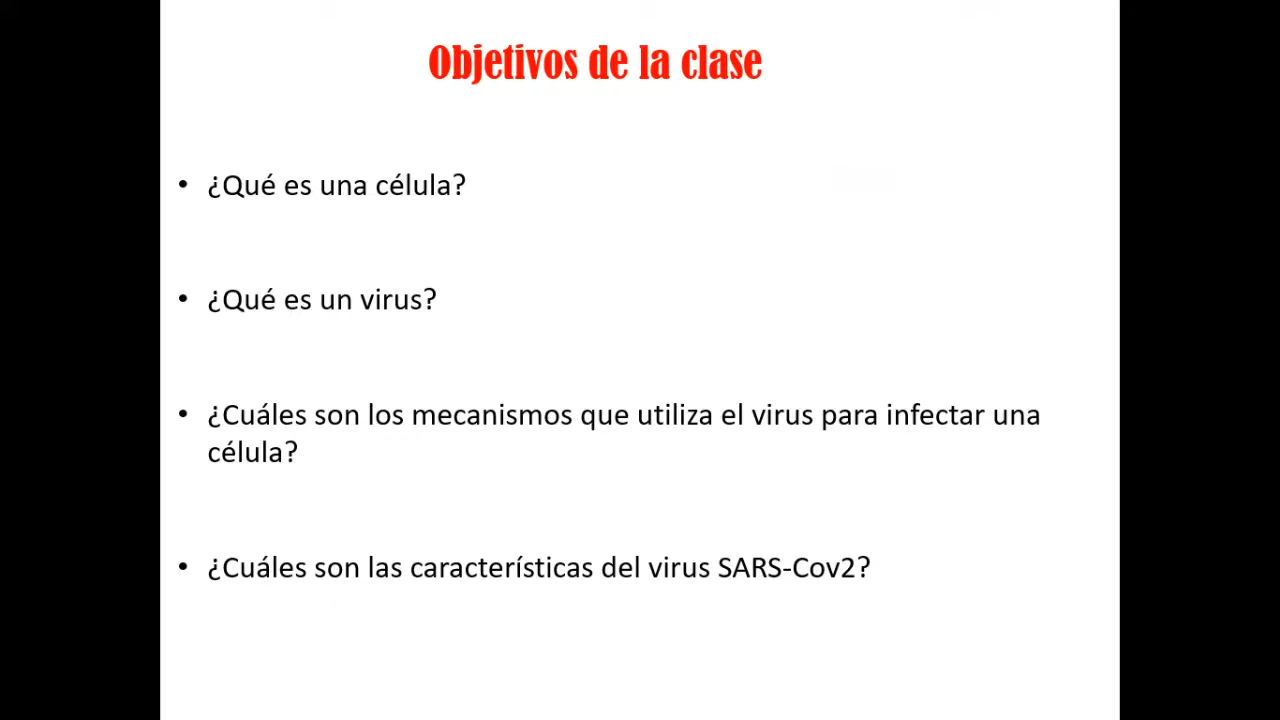 Objetivos de la clase
• ¿Qué es una célula?
• ¿Qué es un virus?
• ¿Cuáles son los mecanismos que utiliza el virus para infectar una
célula?
• ¿Cuáles son las características del virus SARS-Cov2?